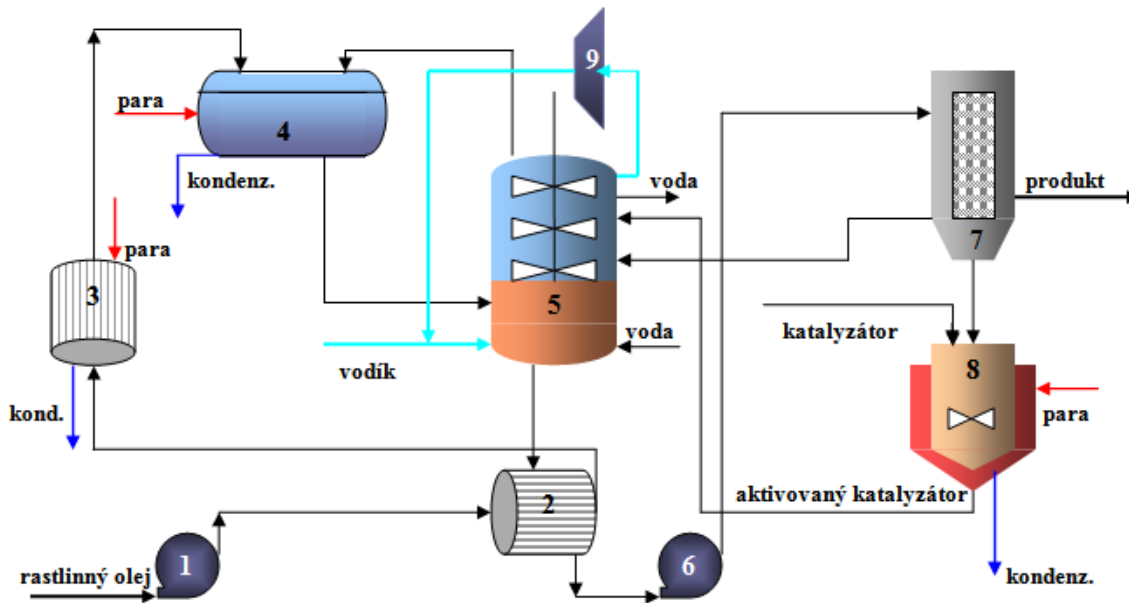 9
para
4
kondenz.
voda
produkt
7
para
3
5
katalyzátor
voda
vodík
8
kond.
para
2
aktivovaný katalyzátor
1
6
rastlinný olej
kondenz.